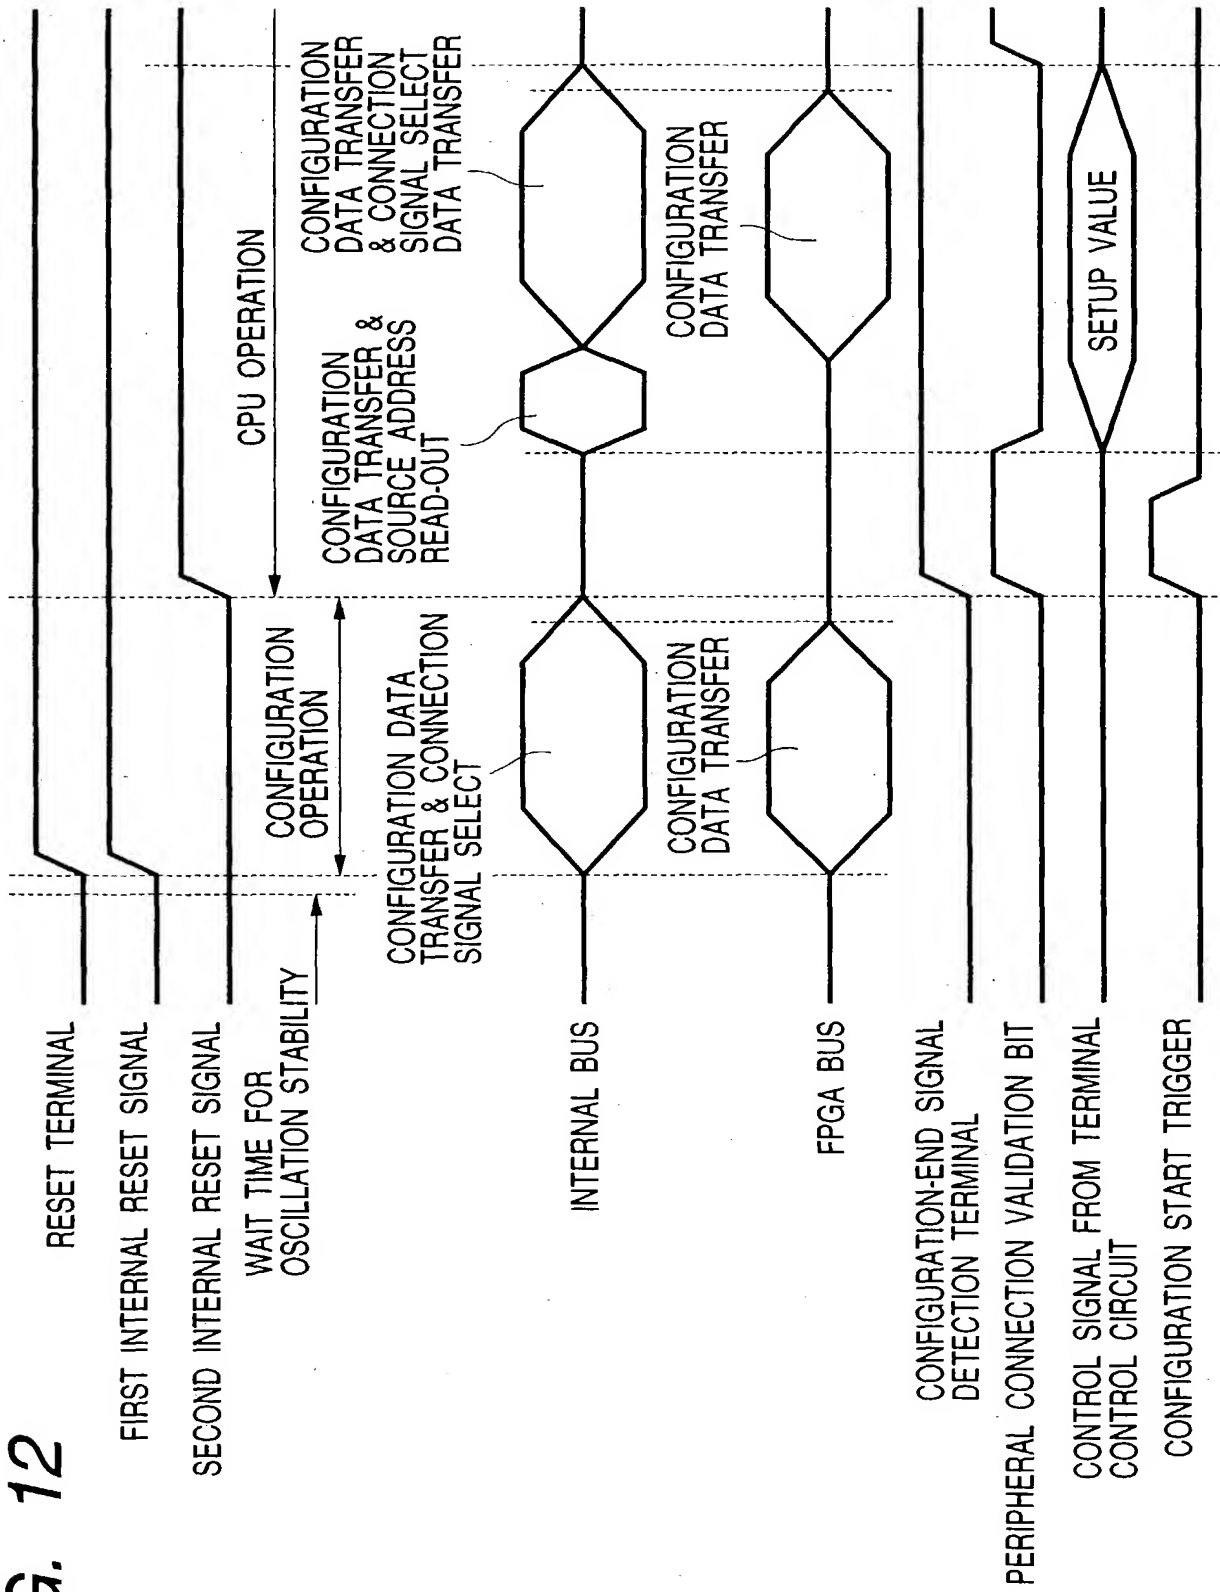 G. 12
RESET TERMINAL
FIRST INTERNAL RESET SIGNAL
SECOND INTERNAL RESET SIGNAL
WAIT TIME FOR
OSCILLATION STABILITY
CONFIGURATION
OPERATION
CPU OPERATION
CONFIGURATION DATA
TRANSFER & CONNECTION
SIGNAL SELECT
CONFIGURATION
DATA TRANSFER &
SOURCE ADDRESS
READ-OUT
CONFIGURATION
DATA TRANSFER
& CONNECTION
SIGNAL SELECT
DATA TRANSFER
INTERNAL BUS
CONFIGURATION
DATA TRANSFER
CONFIGURATION
DATA TRANSFER
FPGA BUS
CONFIGURATION-END SIGNAL
DETECTION TERMINAL
PERIPHERAL CONNECTION VALIDATION BIT
CONTROL SIGNAL FROM TERMINAL
CONTROL CIRCUIT
SETUP VALUE
CONFIGURATION START TRIGGER